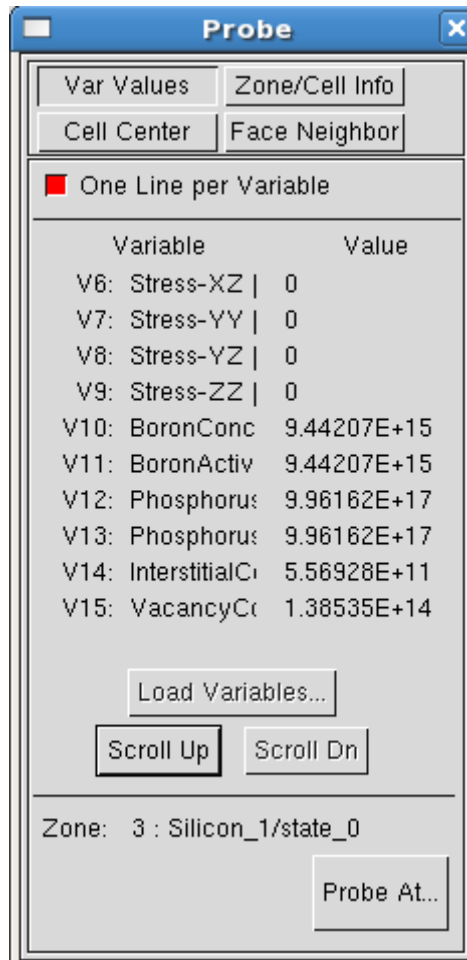 Probe
Var Values Zone/Cell Info
Cell Center Face Neighbor
One Line per Variable
Variable Value
V6: Stress-XZ | 0
V7: Stress-YY | 0
V8: Stress-YZ | 0
V9: Stress-ZZ | 0
V10: BoronConc 9.44207E+15
V11: BoronActiv 9.44207E+15
V12: Phosphorus 9.96162E+17
V13: Phosphorus 9.96162E+17
V14: InterstitialC 5.56928E+11
V15: VacancyCo 1.38535E+14
Load Variables...
Scroll Up Scroll Dn
Zone: 3 : Silicon_1/state_0
Probe At...